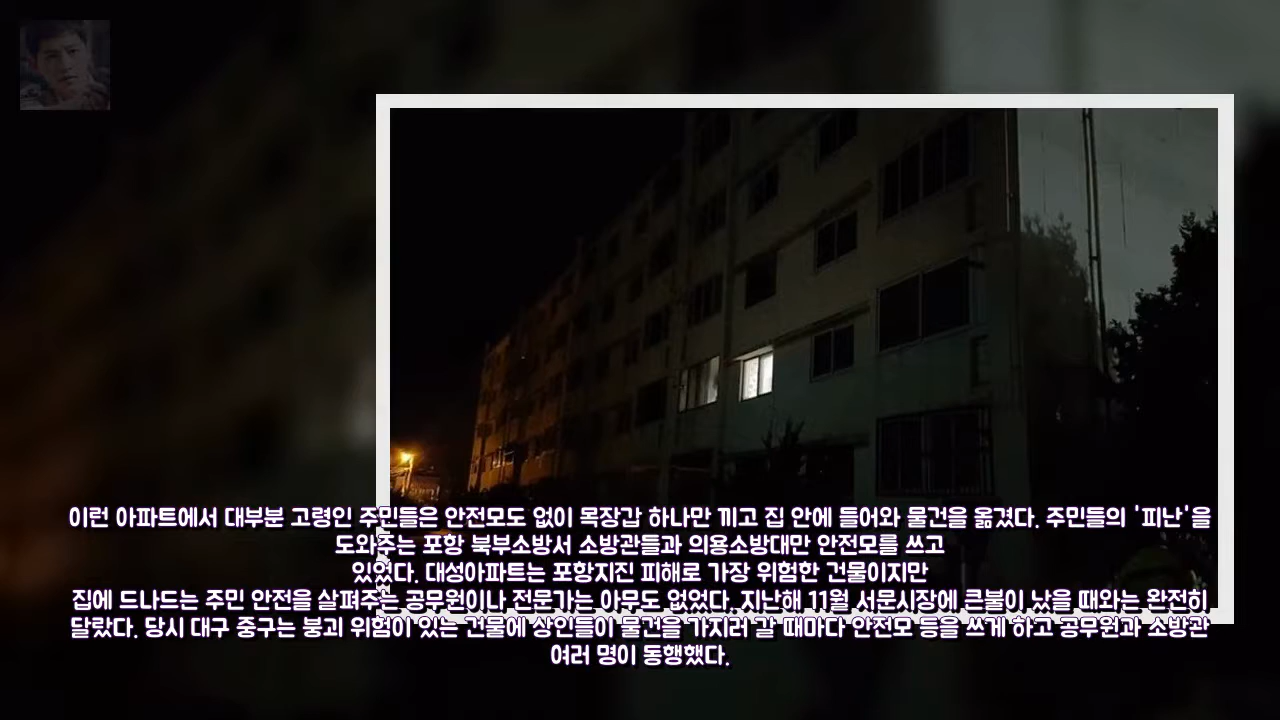 이런 아파트에서 대부분 고령인 주민들은 안전모도 없이 목장갑 하나만 끼고 집 안에 들어와 물건을 옮겼다. 주민들의 '피난'을
도와주는 포항 북부소방서 소방관들과 의용소방대만 안전모를 쓰고
있었다. 대성아파트는 포항지진 피해로 가장 위험한 건물이지만
집에 드나드는 주민 안전을 살펴주는 공무원이나 전문가는 아무도 없었다. 지난해 11월 서문시장에 큰불이 났을 때와는 완전히
달랐다. 당시 대구 중구는 붕괴 위험이 있는 건물에 상인들이 물건을 가지러 갈 때마다 안전모 등을 쓰게 하고 공무원과 소방관
여러 명이 동행했다.